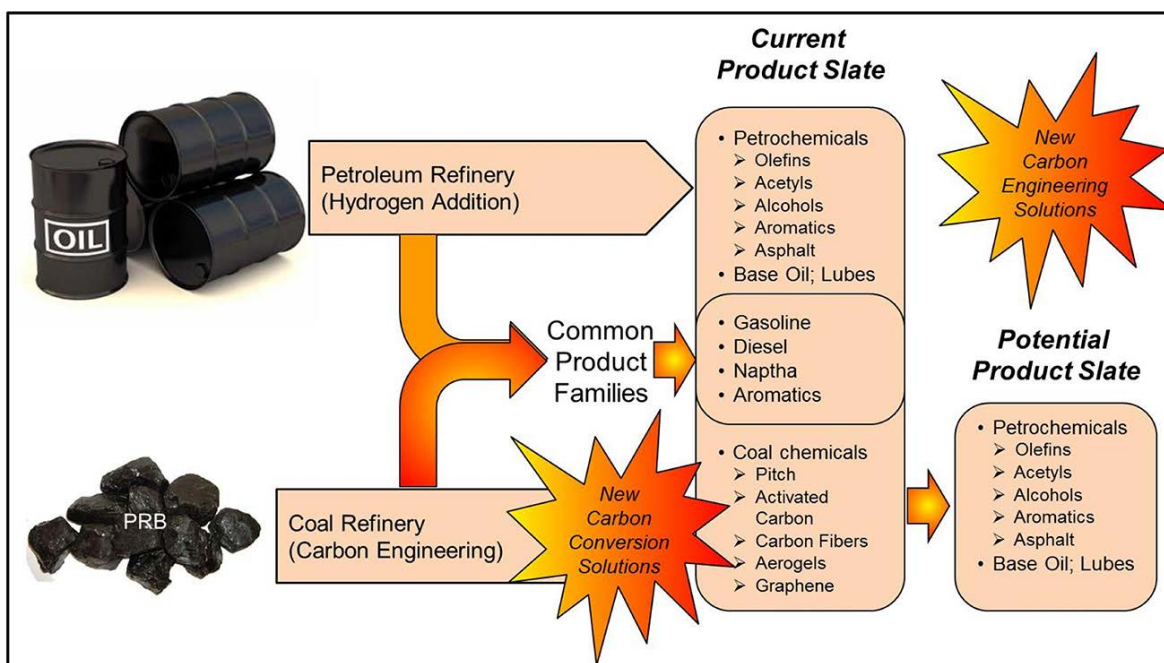 OIL
Petroleum Refinery
(Hydrogen Addition)
Current
Product Slate
• Petrochemicals
➢ Olefins
➢ Acetyls
➢ Alcohols
➢ Aromatics
➢ Asphalt
• Base Oil; Lubes
New
Carbon
Engineering
Solutions
Common
Product
Families
• Gasoline
• Diesel
• Naptha
• Aromatics
PRB
Coal Refinery
(Carbon Engineering)
New
Carbon
Conversion
Solutions
• Coal chemicals
➢ Pitch
➢ Activated
Carbon
➢ Carbon Fibers
➢ Aerogels
➢ Graphene
Potential
Product Slate
• Petrochemicals
➢ Olefins
➢ Acetyls
➢ Alcohols
➢ Aromatics
➢ Asphalt
• Base Oil; Lubes